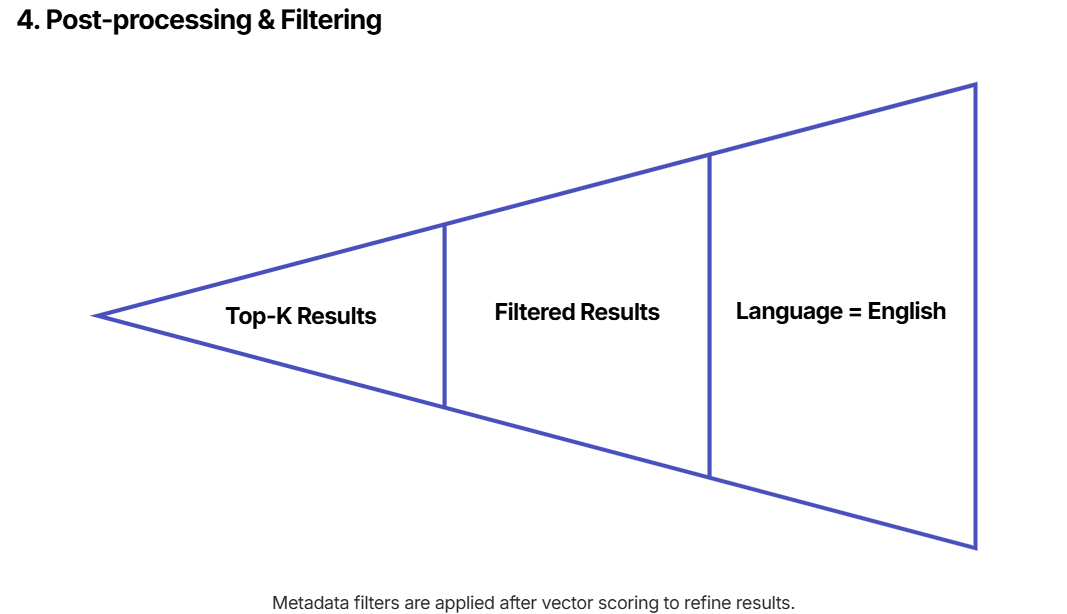 4. Post-processing & Filtering
Top-K Results
Filtered Results
Language = English
Metadata filters are applied after vector scoring to refine results.